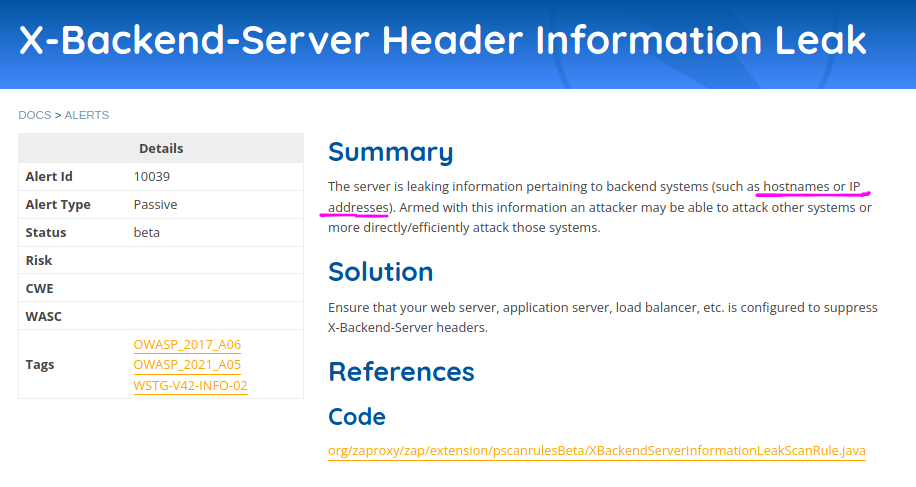 X-Backend-Server Header Information Leak
DOCS > ALERTS
Details
Alert Id 10039
Alert Type Passive
Status beta
Risk
CWE
WASC
Tags
OWASP_2017_A06
OWASP_2021_A05
WSTG-V42-INFO-02
Summary
The server is leaking information pertaining to backend systems (such as hostnames or IP
addresses). Armed with this information an attacker may be able to attack other systems or
more directly/efficiently attack those systems.
Solution
Ensure that your web server, application server, load balancer, etc. is configured to suppress
X-Backend-Server headers.
References
Code
org/zaproxy/zap/extension/pscanrulesBeta/XBackendServerInformationLeakScanRule.java